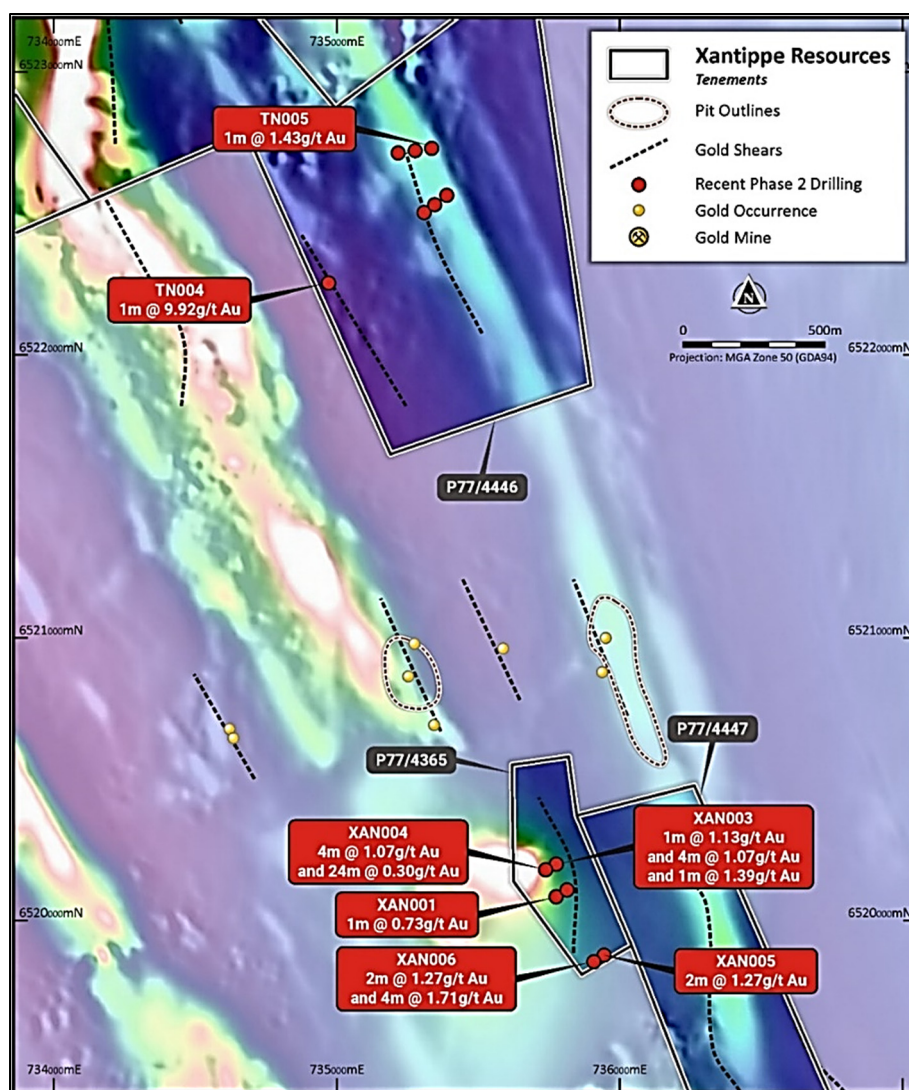 734000mE
735000mE
6523000mN
Xantippe Resources
Tenements
Pit Outlines
Gold Shears
Recent Phase 2 Drilling
Gold Occurrence
Gold Mine
TN005
1m @ 1.43g/t Au
TN004
1m @ 9.92g/t Au
N
0 500m
Projection: MGA Zone 50 (GDA94)
6522000mN
6522000mN
P77/4446
6521000mN
6521000mN
P77/4447
P77/4365
XAN004
4m @ 1.07g/t Au
and 24m @ 0.30g/t Au
XAN003
1m @ 1.13g/t Au
and 4m @ 1.07g/t Au
and 1m @ 1.39g/t Au
XAN001
1m @ 0.73g/t Au
6520000mN
6520000mN
XAN006
2m @ 1.27g/t Au
and 4m @ 1.71g/t Au
XAN005
2m @ 1.27g/t Au
734000mE
735000mE
736000mE